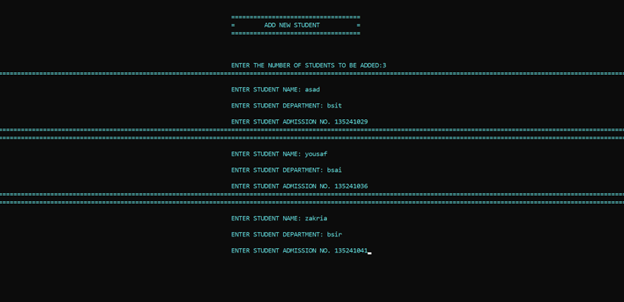 ===================================
= ADD NEW STUDENT =
===================================
ENTER THE NUMBER OF STUDENTS TO BE ADDED:3
ENTER STUDENT NAME: asad
ENTER STUDENT DEPARTMENT: bsit
ENTER STUDENT ADMISSION NO. 135241029
ENTER STUDENT NAME: yousaf
ENTER STUDENT DEPARTMENT: bsai
ENTER STUDENT ADMISSION NO. 135241036
ENTER STUDENT NAME: zakria
ENTER STUDENT DEPARTMENT: bsir
ENTER STUDENT ADMISSION NO. 135241041